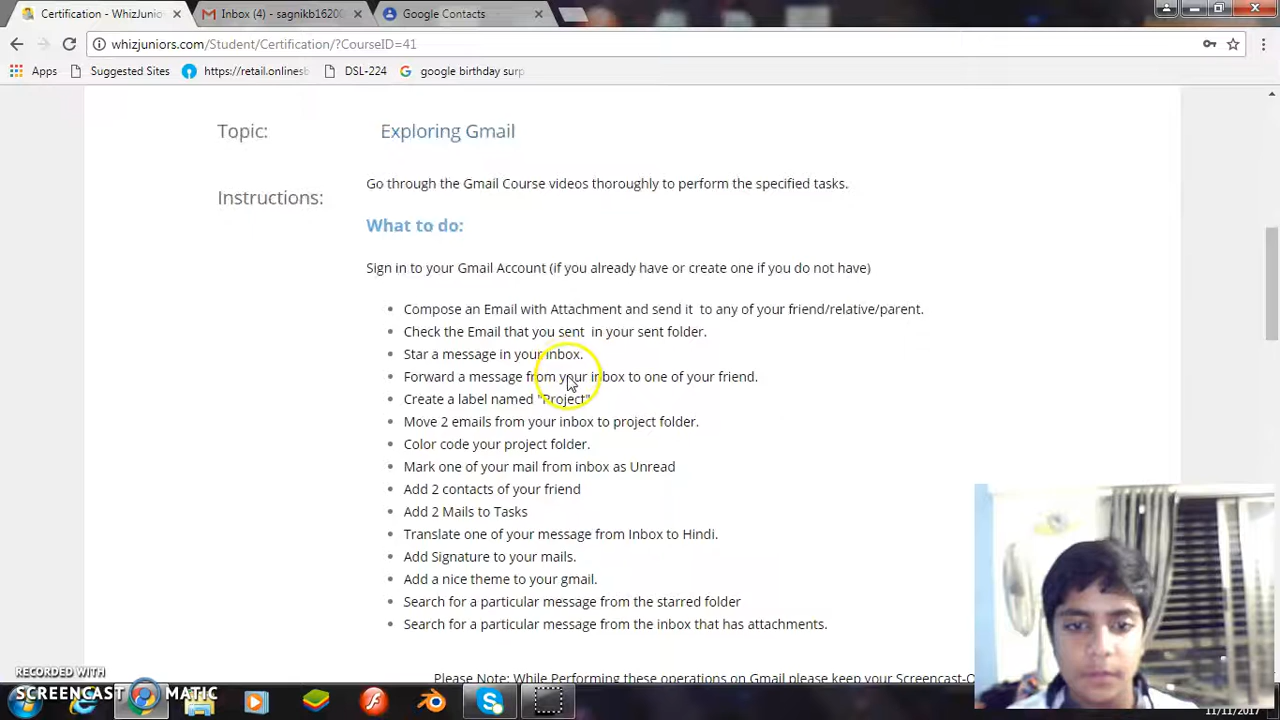 Certification - WhizJunio
Inbox (4) - sagnikb16200
Google Contacts
whizjuniors.com/Student/Certification/?CourseID=41
Apps
Suggested Sites
https://retail.onlinesb
DSL-224
google birthday surp
Topic:
Exploring Gmail
Instructions:
Go through the Gmail Course videos thoroughly to perform the specified tasks.
What to do:
Sign in to your Gmail Account (if you already have or create one if you do not have)
Compose an Email with Attachment and send it to any of your friend/relative/parent.
Check the Email that you sent in your sent folder.
Star a message in your inbox.
Forward a message from your inbox to one of your friend.
Create a label named "Project"
Move 2 emails from your inbox to project folder.
Color code your project folder.
Mark one of your mail from inbox as Unread
Add 2 contacts of your friend
Add 2 Mails to Tasks
Translate one of your message from Inbox to Hindi.
Add Signature to your mails.
Add a nice theme to your gmail.
Search for a particular message from the starred folder
Search for a particular message from the inbox that has attachments.
Please Note: While Performing these operations on Gmail please keep your Screencast-O
RECORDED WITH
SCREENCAST MATIC
11/11/2017